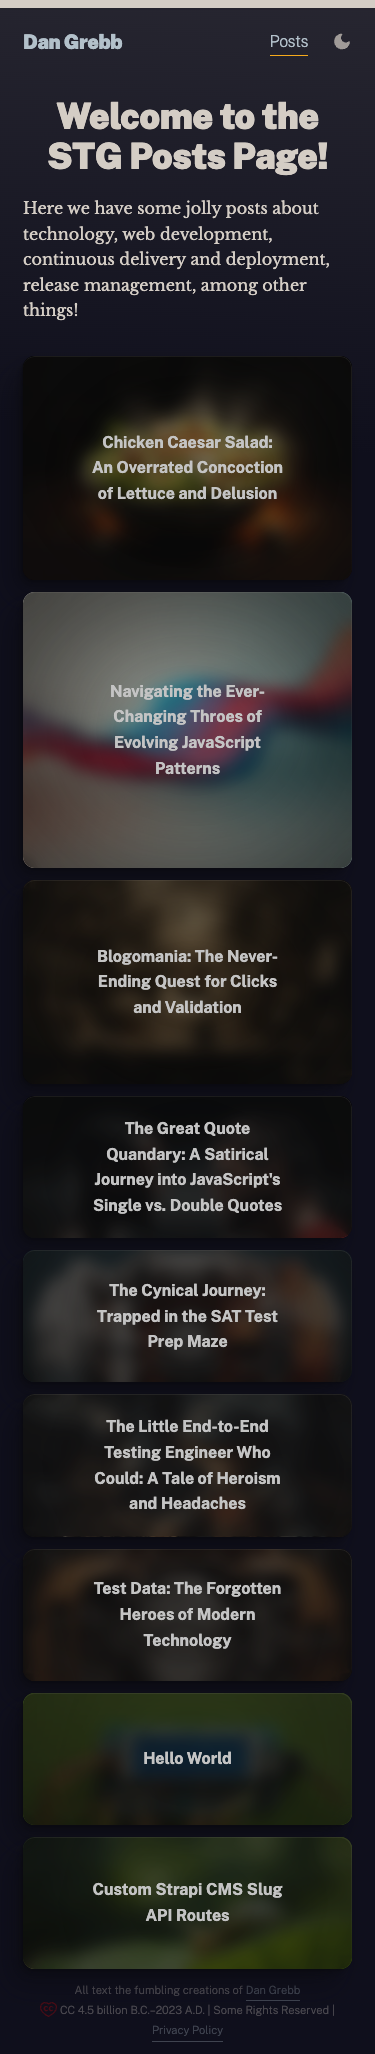 Dan Grebb
Posts
Welcome to the
STG Posts Page!
Here we have some jolly posts about
technology, web development,
continuous delivery and deployment,
release management, among other
things!
Chicken Caesar Salad:
An Overrated Concoction
of Lettuce and Delusion
Navigating the Ever-
Changing Throes of
Evolving JavaScript
Patterns
Blogomania: The Never-
Ending Quest for Clicks
and Validation
The Great Quote
Quandary: A Satirical
Journey into JavaScript's
Single vs. Double Quotes
The Cynical Journey:
Trapped in the SAT Test
Prep Maze
The Little End-to-End
Testing Engineer Who
Could: A Tale of Heroism
and Headaches
Test Data: The Forgotten
Heroes of Modern
Technology
Hello World
Custom Strapi CMS Slug
API Routes
All text the fumbling creations of Dan Grebb
CC 4.5 billion B.C.–2023 A.D. | Some Rights Reserved |
Privacy Policy